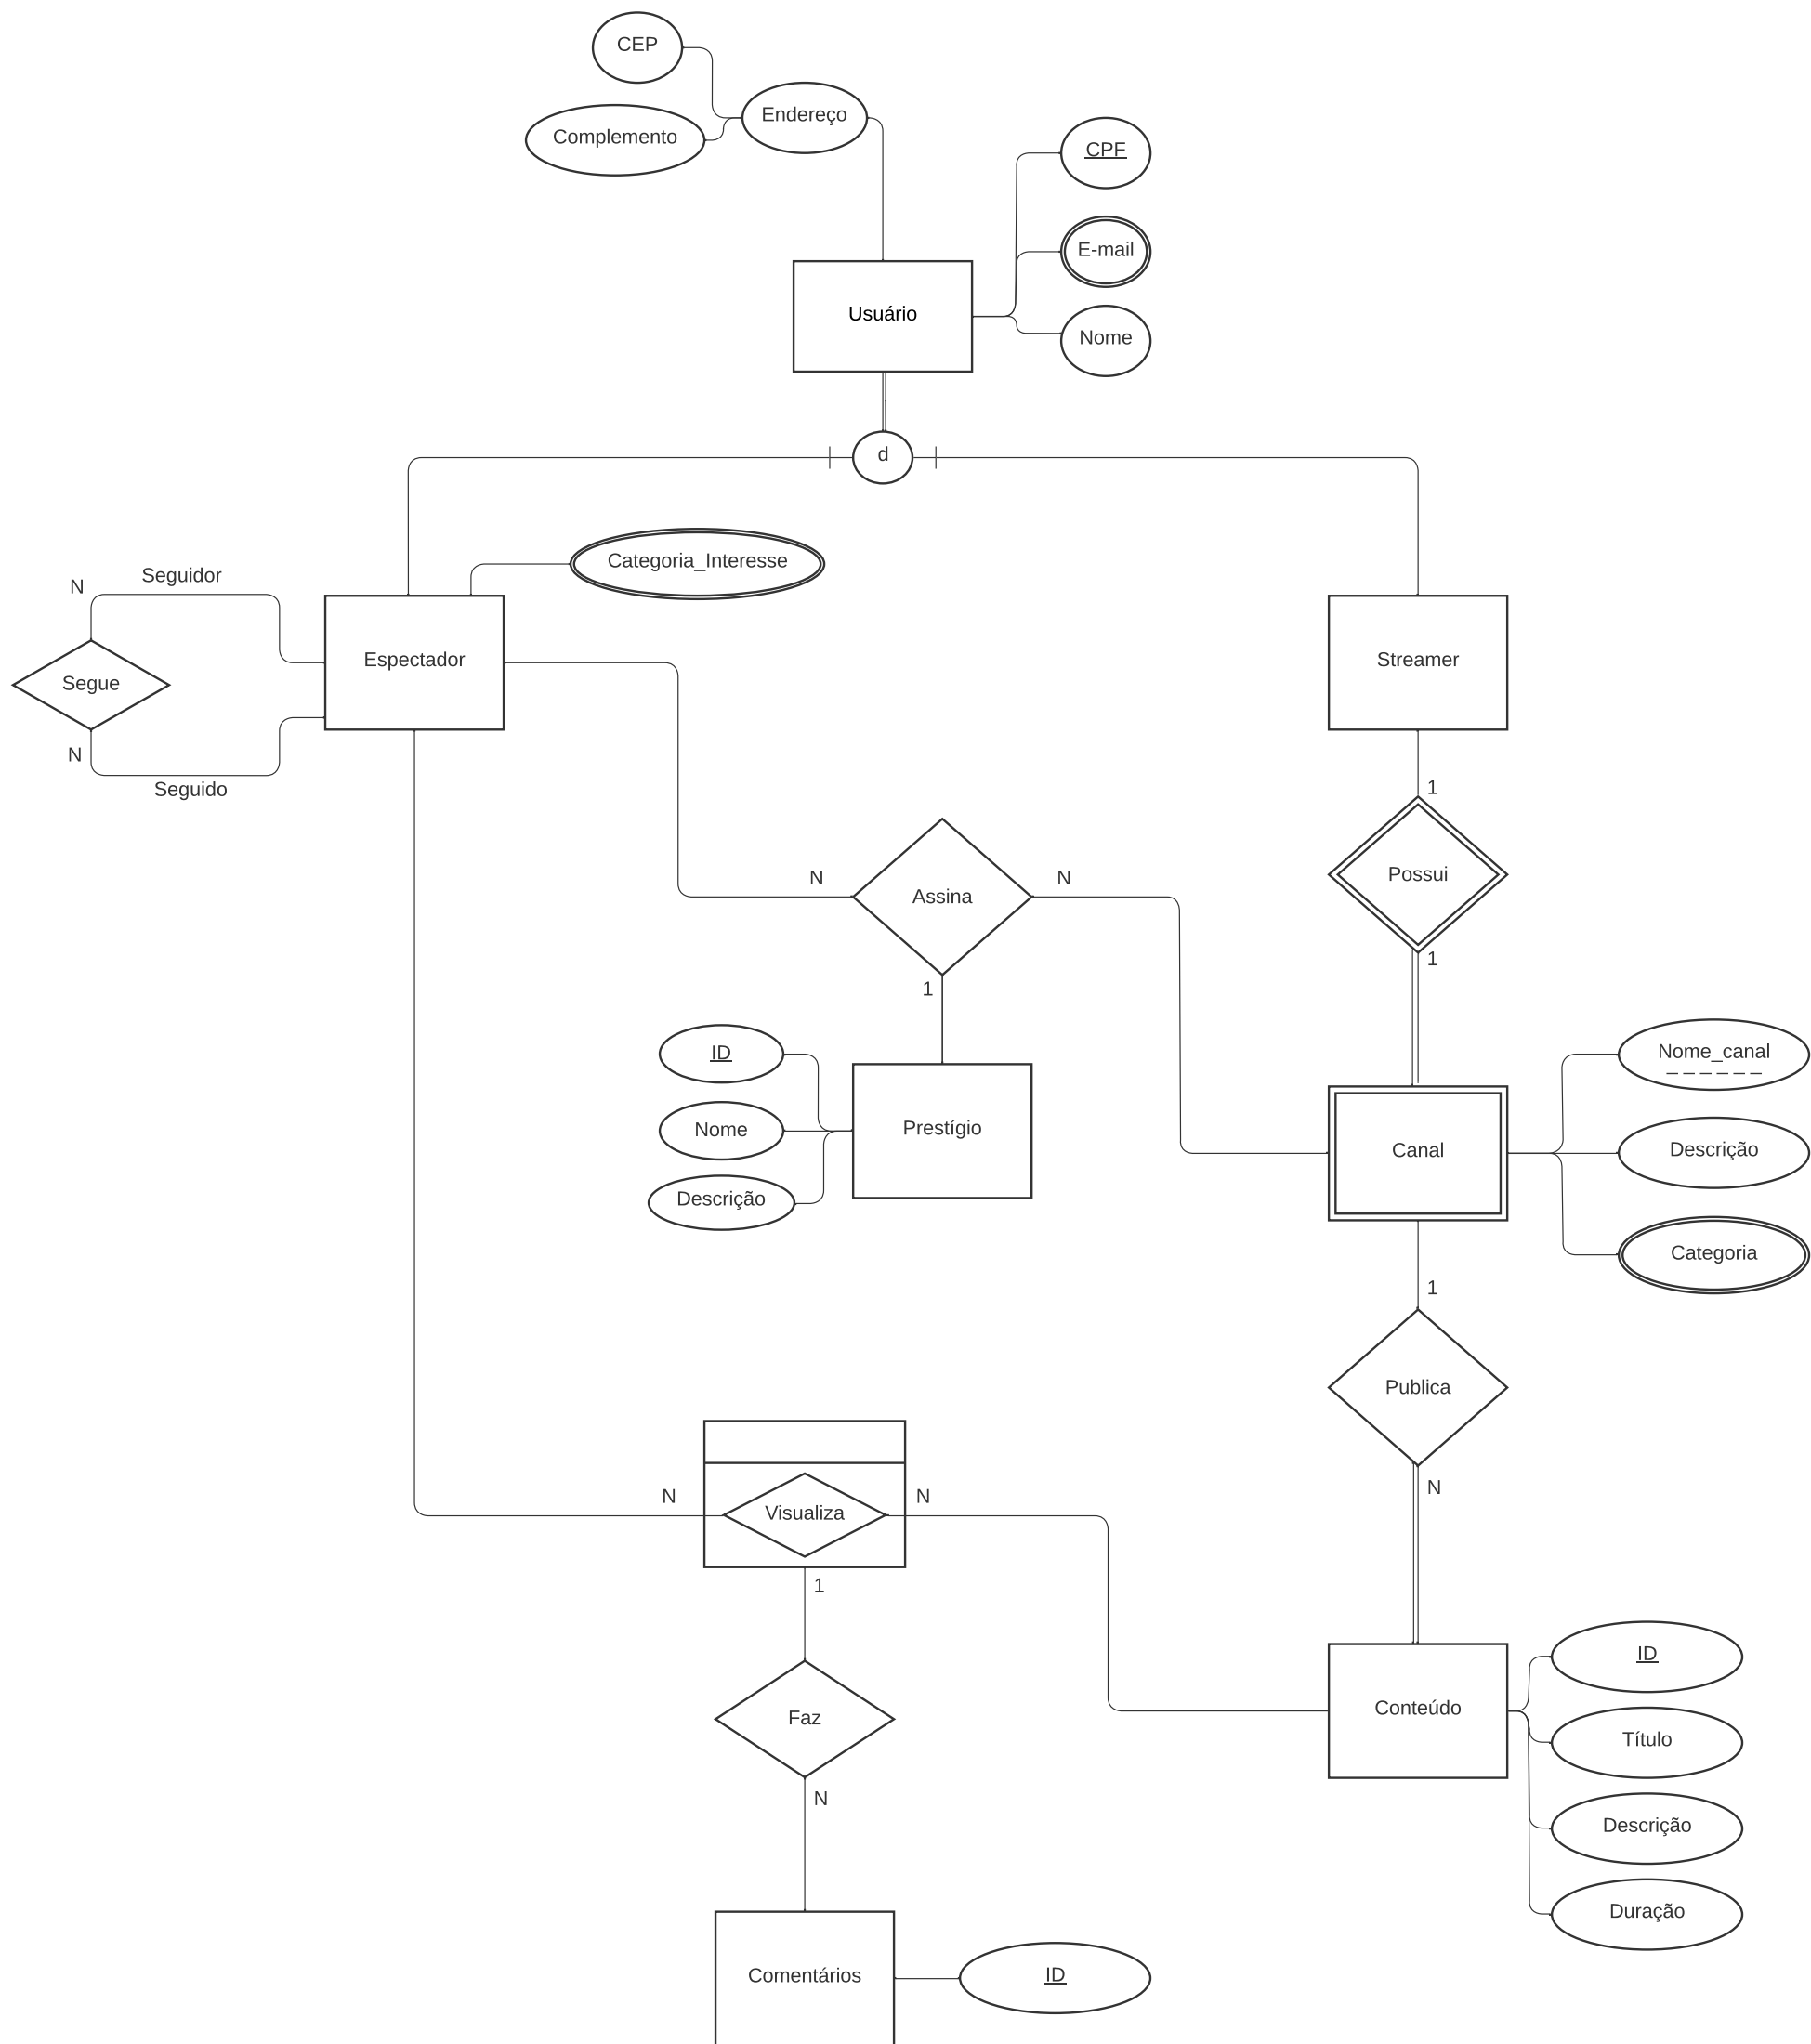 CEP
Endereço
Complemento
CPF
E-mail
Usuário
Nome
d
Categoria_Interesse
Seguidor
N
Espectador
Streamer
Segue
N
Seguido
1
N
Assina
N
Possui
1
1
ID
Nome_canal
Nome
Prestígio
Canal
Descrição
Descrição
Categoria
1
Publica
N
Visualiza
N
N
1
ID
Faz
Conteúdo
Título
N
Descrição
Duração
Comentários
ID